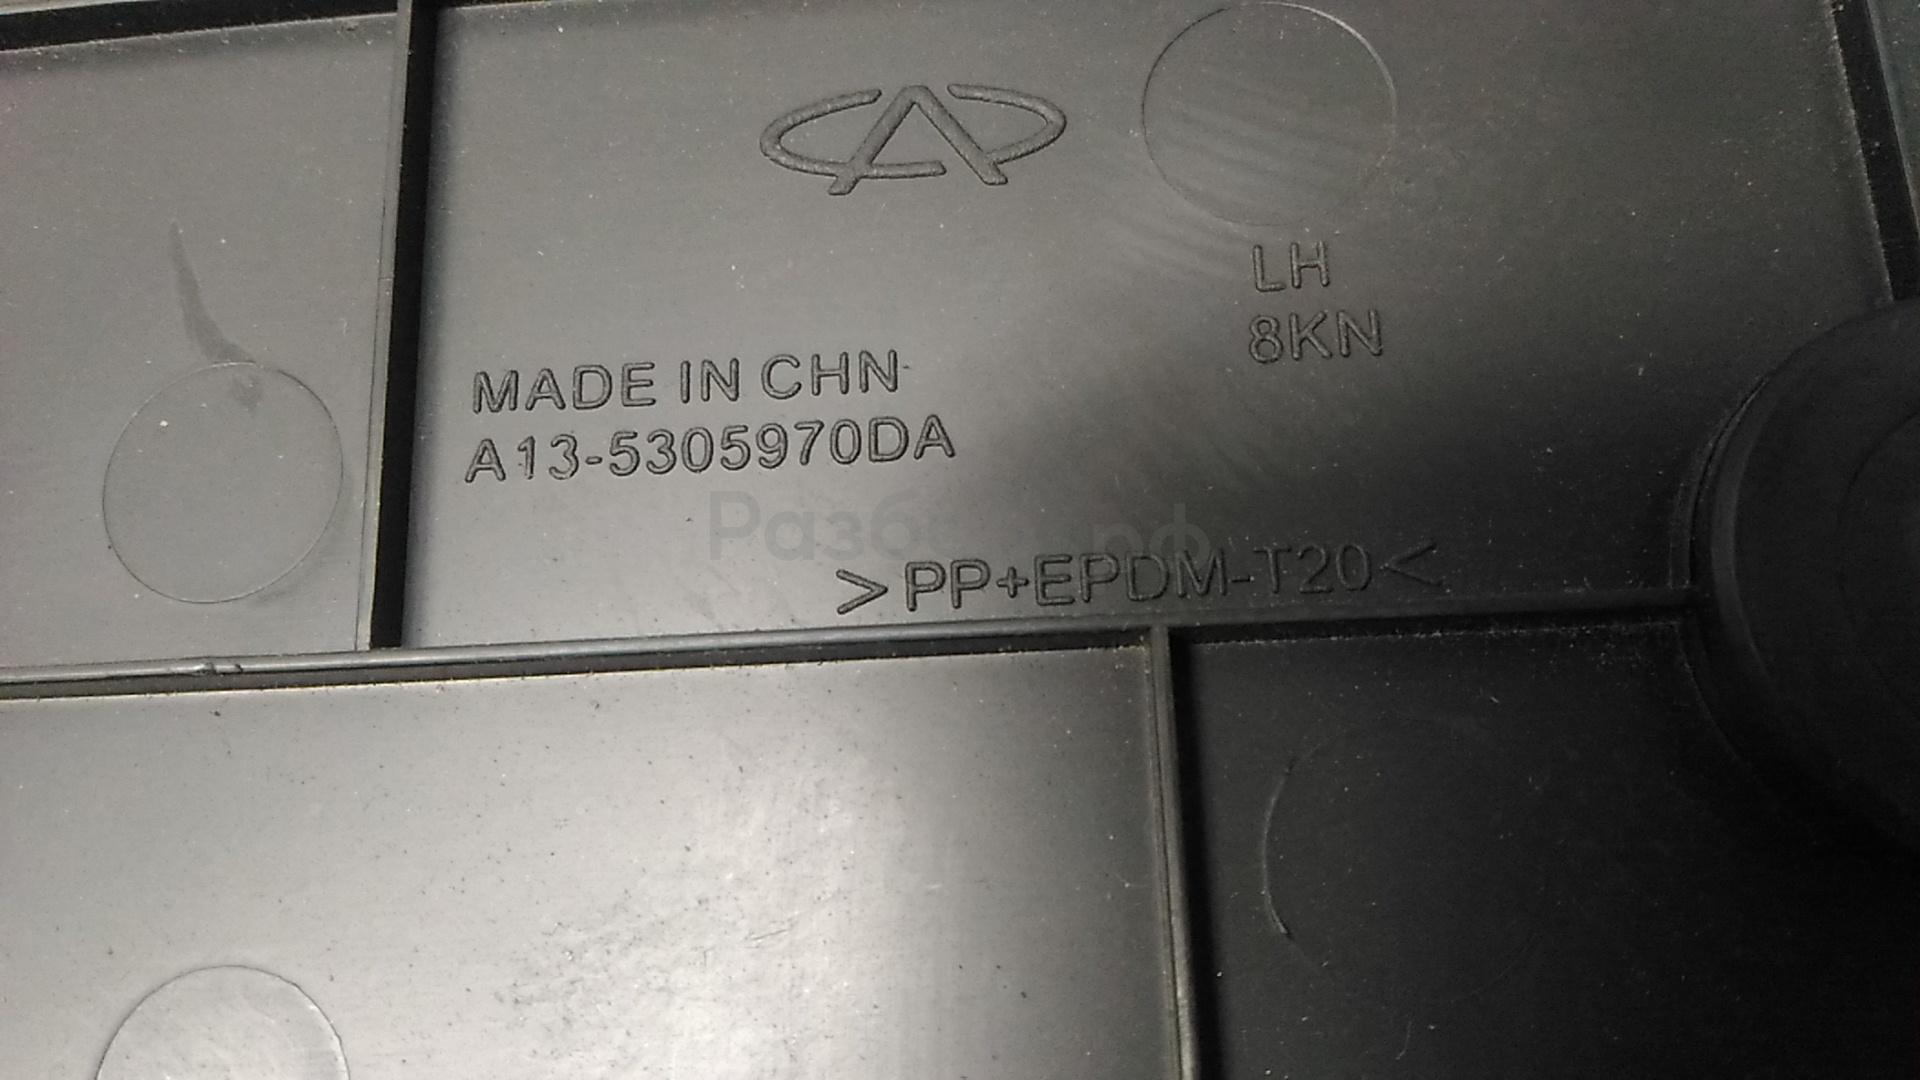 LH
8KN
MADE IN CHN
A13-5305970DA
>PP+EPDM-T20<